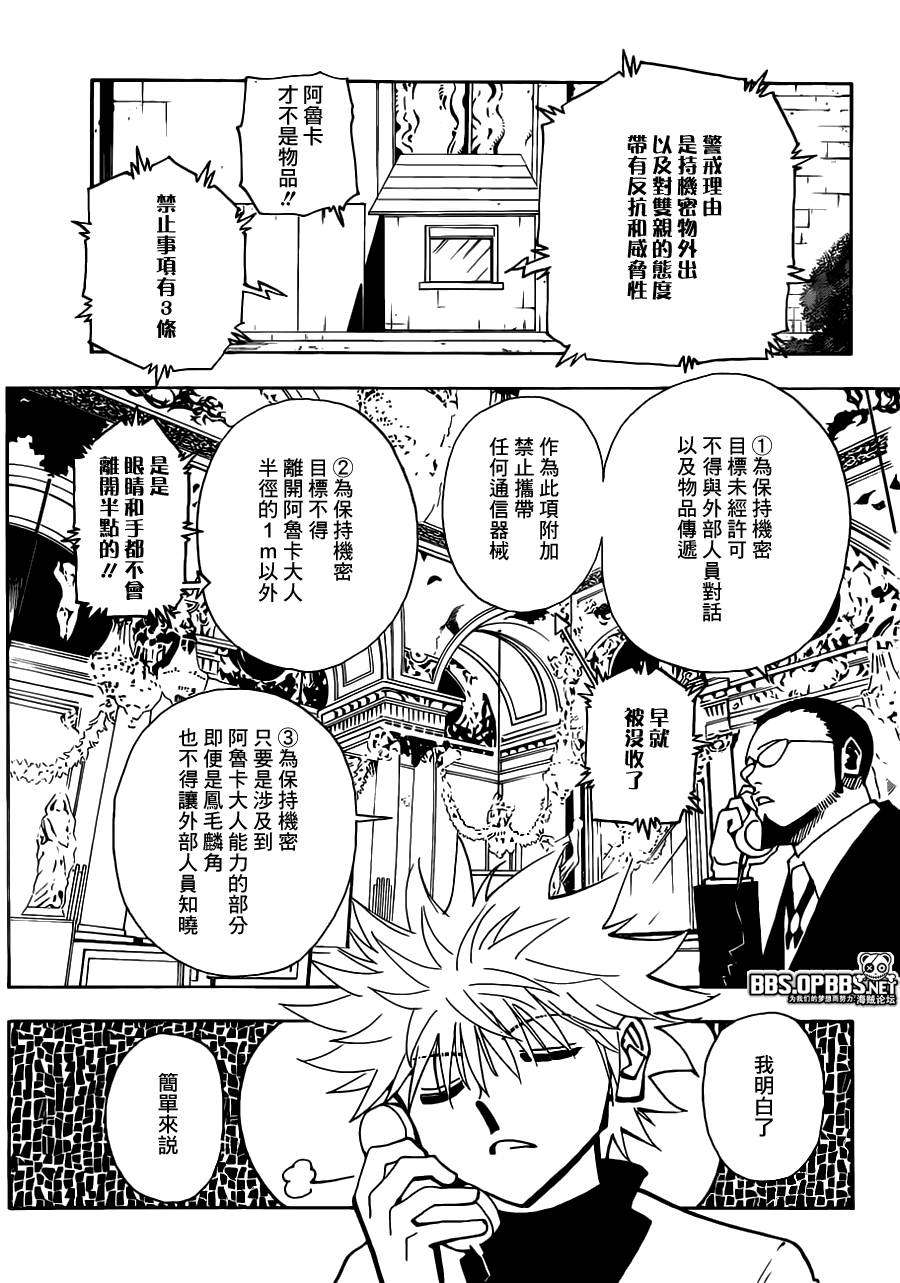 警戒理由
是持機密物外出
以及對雙親的態度
帶有反抗和威脅性
阿魯卡
才不是物品!!
禁止事項有3條
①為保持機密
目標未經許可
不得與外部人員對話
以及物品傳遞
作為此項附加
禁止攜帶
任何通信器械
早就
被沒收了
②為保持機密
目標不得
離開阿魯卡大人
半徑的1m以外
是是
眼睛和手都不會
離開半點的!!
③為保持機密
只要是涉及到
阿魯卡大人能力的部分
即便是鳳毛麟角
也不得讓外部人員知曉
BBS.OPBBS.NET
为我们的梦想而努力 海贼论坛
我明白了
簡單來説